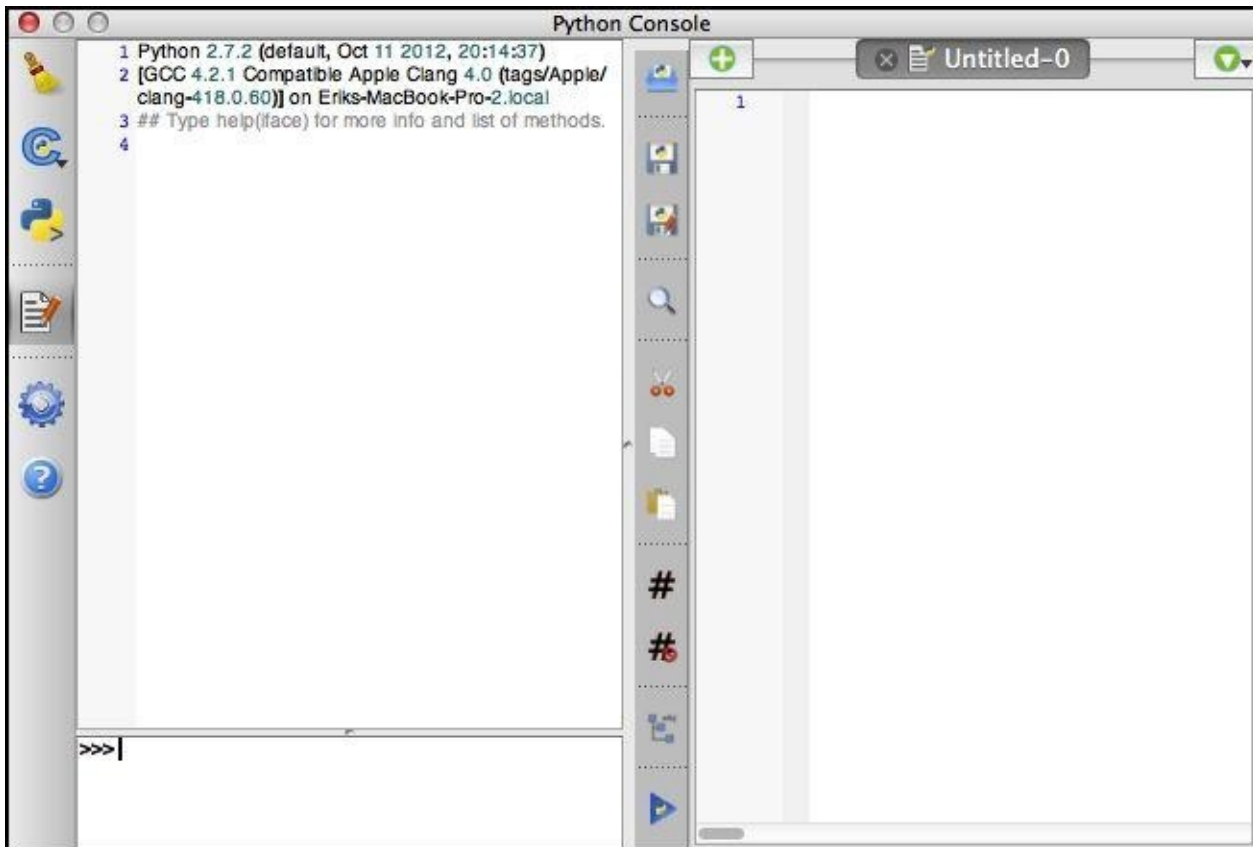 Python Console
1 Python 2.7.2 (default, Oct 11 2012, 20:14:37)
2 [GCC 4.2.1 Compatible Apple Clang 4.0 (tags/Apple/
clang-418.0.60)] on Eriks-MacBook-Pro-2.local
3 ## Type help(iface) for more info and list of methods.
4
>>>
Untitled-0
1
#
#